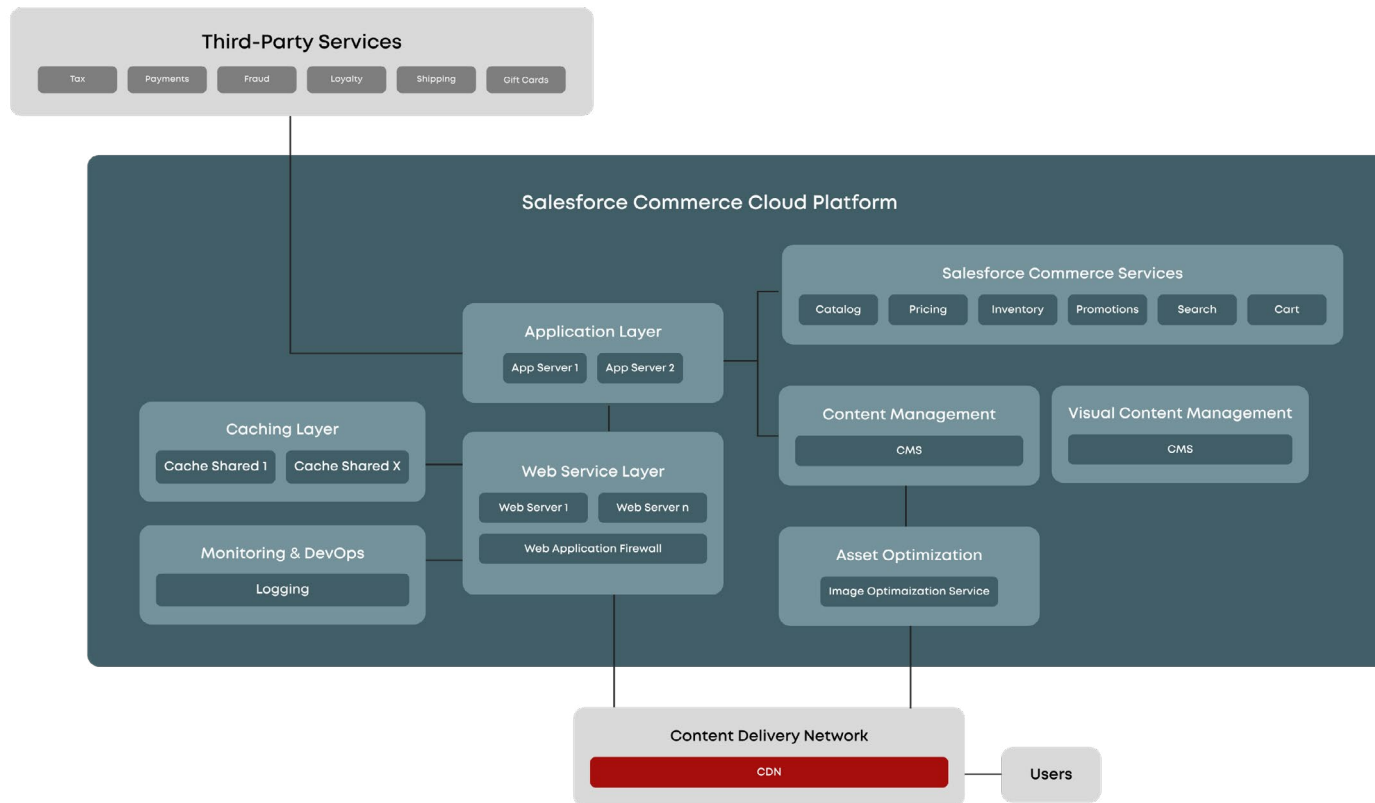 Third-Party Services
Tax
Payments
Fraud
Loyalty
Shipping
Gift Cards
Salesforce Commerce Cloud Platform
Salesforce Commerce Services
Catalog
Pricing
Inventory
Promotions
Search
Cart
Application Layer
App Server 1
App Server 2
Content Management
CMS
Visual Content Management
CMS
Caching Layer
Cache Shared 1
Cache Shared X
Web Service Layer
Web Server 1
Web Server n
Web Application Firewall
Monitoring & DevOps
Logging
Asset Optimization
Image Optimaization Service
Content Delivery Network
CDN
Users